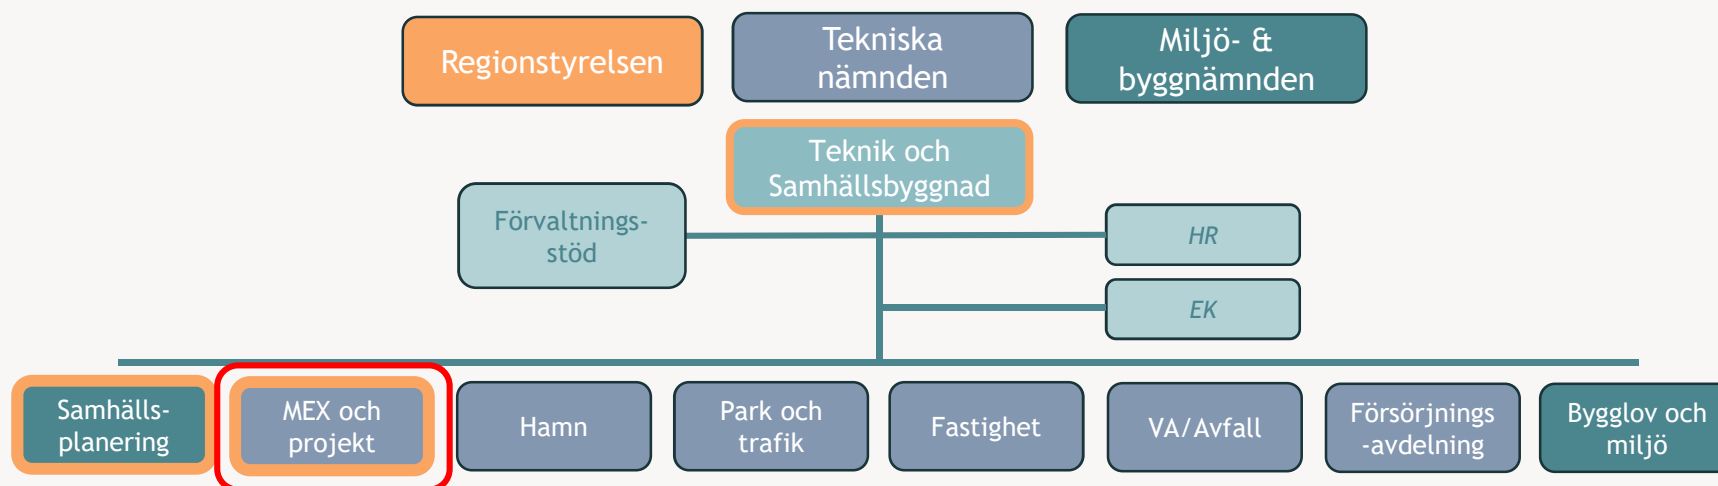 Regionstyrelsen
Tekniska
nämnden
Miljö- &
byggnämnden
Teknik och
Samhällsbyggnad
Förvaltnings-
stöd
HR
EK
Samhälls-
planering
MEX och
projekt
Hamn
Park och
trafik
Fastighet
VA/Avfall
Försörjnings
-avdelning
Bygglov och
miljö